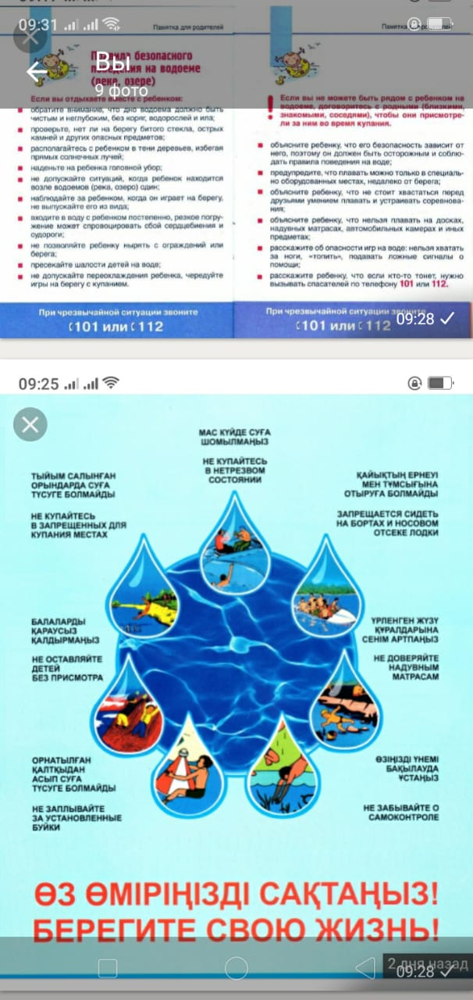 09:31
Памятка для родителей
Вы
9 фото
Правила безопасного
поведения на водоеме
(реке, озере)
Если вы отдыхаете вместе с ребенком:
обратите внимание, что дно водоема должно быть
чистым и неглубоким, без коряг, водорослей и ила;
проверьте, нет ли на берегу битого стекла, острых
камней и других опасных предметов;
располагайтесь с ребенком в тени деревьев, избегая
прямых солнечных лучей;
наденьте на ребенка головной убор;
не допускайте ситуаций, когда ребенок находится
возле водоемов (река, озеро) один;
наблюдайте за ребенком, когда он играет на берегу,
не выпускайте его из вида;
входите в воду с ребенком постепенно, резкое погру-
жение может спровоцировать сбой сердцебиения и
судороги;
не позволяйте ребенку нырять с ограждений или
берега;
пресекайте шалости детей на воде;
не допускайте переохлаждения ребенка, чередуйте
игры на берегу с купанием.
При чрезвычайной ситуации звоните
101 или 112
Памятка для родителей
! Если вы не можете быть рядом с ребенком на
водоеме, договоритесь с родными (близкими,
знакомыми, соседями), чтобы они присмотре-
ли за ним во время купания.
объясните ребенку, что его безопасность зависит от
него, поэтому он должен быть осторожным и соблю-
дать правила поведения на воде;
предупредите, что плавать можно только в специаль-
но оборудованных местах, недалеко от берега;
объясните ребенку, что не стоит хвастаться перед
друзьями умением плавать и устраивать соревнова-
ния;
объясните ребенку, что нельзя плавать на досках,
надувных матрасах, автомобильных камерах и иных
предметах;
расскажите об опасности игр на воде: нельзя хватать
за ноги, «топить», подавать ложные сигналы о
помощи;
расскажите ребенку, что если кто-то тонет, нужно
вызывать спасателей по телефону 101 или 112.
При чрезвычайной ситуации звоните
101 или 112
09:28
09:25
МАС КҮЙДЕ СУҒА
ШОМЫЛМАҢЫЗ
НЕ КУПАЙТЕСЬ
В НЕТРЕЗВОМ
СОСТОЯНИИ
ТЫЙЫМ САЛЫНҒАН
ОРЫНДАРДА СУҒА
ТҮСУГЕ БОЛМАЙДЫ
НЕ КУПАЙТЕСЬ
В ЗАПРЕЩЕННЫХ ДЛЯ
КУПАНИЯ МЕСТАХ
ҚАЙЫҚТЫҢ ЕРНЕУІ
МЕН ТҰМСЫҒЫНА
ОТЫРУҒА БОЛМАЙДЫ
ЗАПРЕЩАЕТСЯ СИДЕТЬ
НА БОРТАХ И НОСОВОМ
ОТСЕКЕ ЛОДКИ
БАЛАЛАРДЫ
ҚАРАУСЫЗ
ҚАЛДЫРМАҢЫЗ
НЕ ОСТАВЛЯЙТЕ
ДЕТЕЙ
БЕЗ ПРИСМОТРА
ҮРЛЕНГЕН ЖҮЗУ
ҚҰРАЛДАРЫНА
СЕНІМ АРТПАҢЫЗ
НЕ ДОВЕРЯЙТЕ
НАДУВНЫМ
МАТРАСАМ
ОРНАТЫЛҒАН
ҚАЛТҚЫДАН
АСЫП СУҒА
ТҮСУГЕ БОЛМАЙДЫ
НЕ ЗАПЛЫВАЙТЕ
ЗА УСТАНОВЛЕННЫЕ
БУЙКИ
ӨЗІҢІЗДІ ҮНЕМІ
БАҚЫЛАУДА
ҰСТАҢЫЗ
НЕ ЗАБЫВАЙТЕ О
САМОКОНТРОЛЕ
ӨЗ ӨМІРІҢІЗДІ САҚТАҢЫЗ!
БЕРЕГИТЕ СВОЮ ЖИЗНЬ!
2 дня назад
09:28